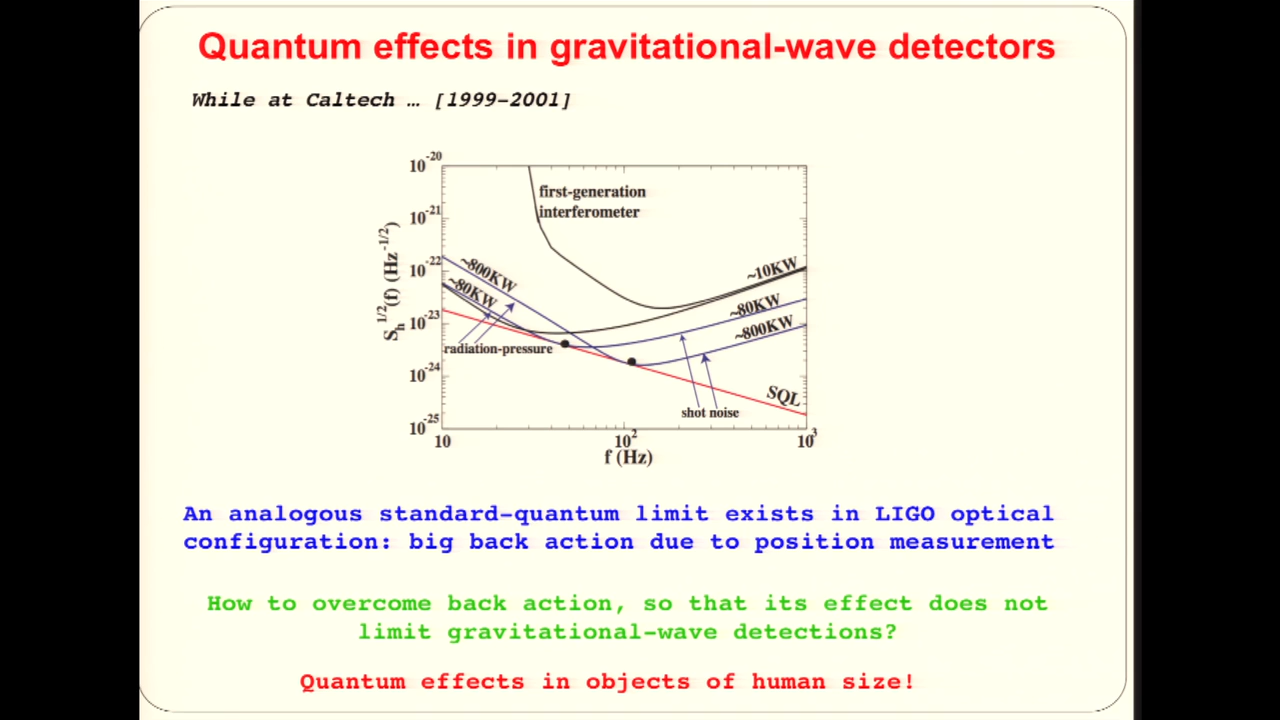 Quantum effects in gravitational-wave detectors
While at Caltech … [1999-2001]
10^-20
10^-21
10^-22
10^-23
10^-24
10^-25
S_h^1/2(f) (Hz^-1/2)
first-generation
interferometer
~800KW
~80KW
~10KW
~80KW
~800KW
radiation-pressure
shot noise
SQL
10
10^2
10^3
f (Hz)
An analogous standard-quantum limit exists in LIGO optical
configuration: big back action due to position measurement
How to overcome back action, so that its effect does not
limit gravitational-wave detections?
Quantum effects in objects of human size!